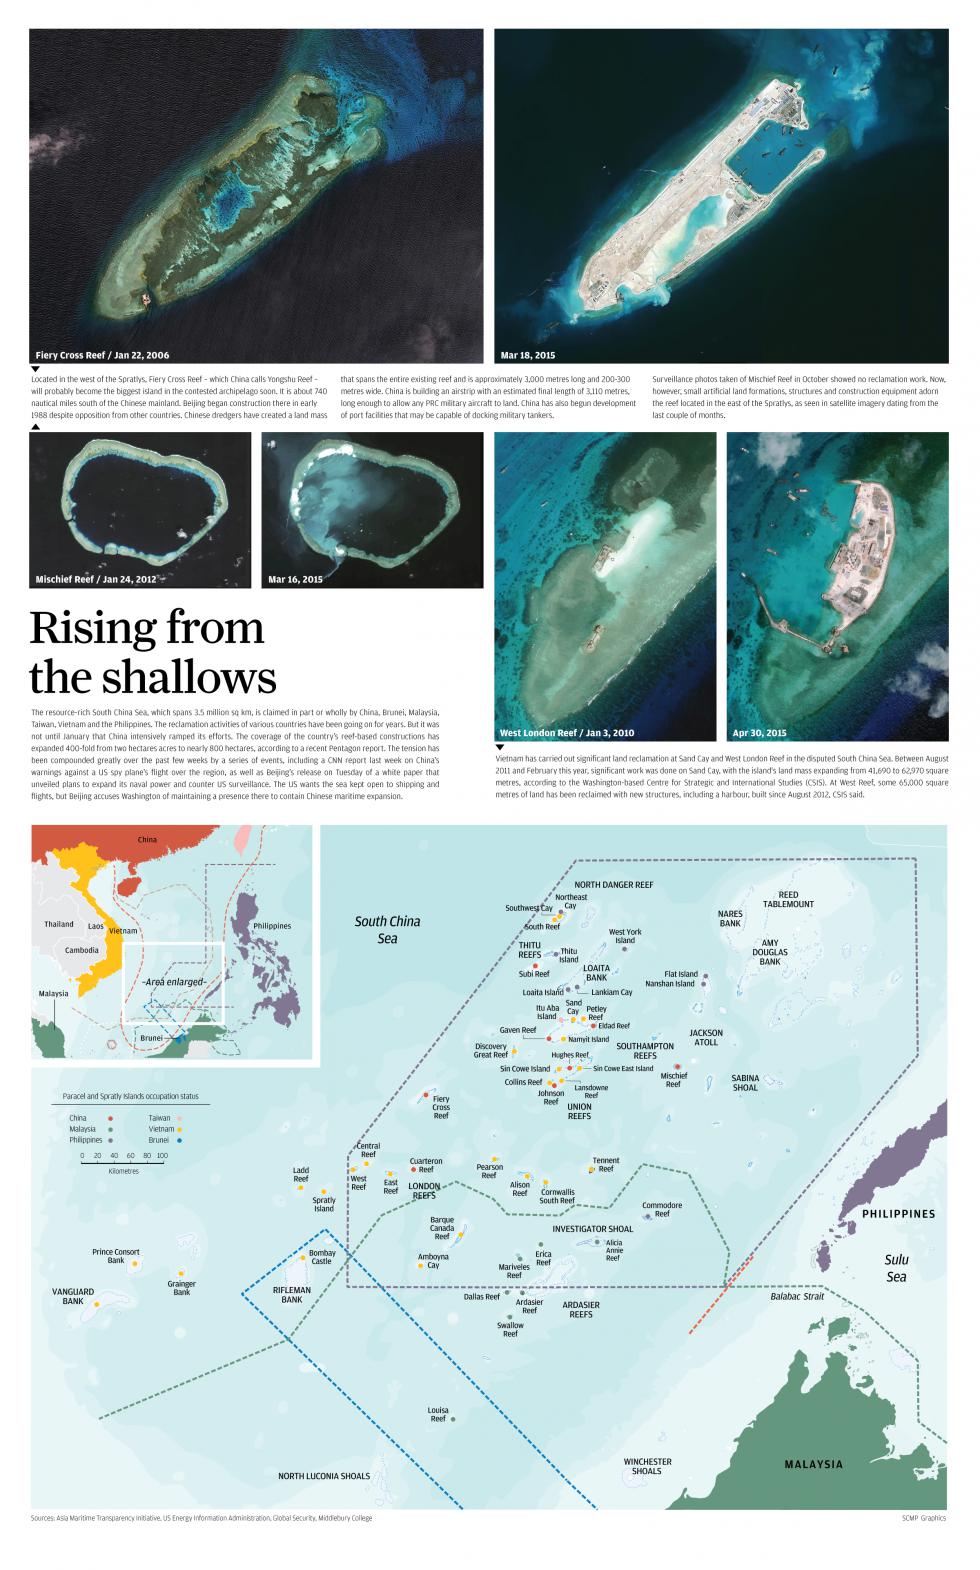 Fiery Cross Reef / Jan 22, 2006
Mar 18, 2015
Located in the west of the Spratlys, Fiery Cross Reef – which China calls Yongshu Reef –
will probably become the biggest island in the contested archipelago soon. It is about 740
nautical miles south of the Chinese mainland. Beijing began construction there in early
1988 despite opposition from other countries. Chinese dredgers have created a land mass
that spans the entire existing reef and is approximately 3,000 metres long and 200-300
metres wide. China is building an airstrip with an estimated final length of 3,110 metres,
long enough to allow any PRC military aircraft to land. China has also begun development
of port facilities that may be capable of docking military tankers.
Surveillance photos taken of Mischief Reef in October showed no reclamation work. Now,
however, small artificial land formations, structures and construction equipment adorn
the reef located in the east of the Spratlys, as seen in satellite imagery dating from the
last couple of months.
Mischief Reef / Jan 24, 2012
Mar 16, 2015
West London Reef / Jan 3, 2010
Apr 30, 2015
Rising from
the shallows
The resource-rich South China Sea, which spans 3.5 million sq km, is claimed in part or wholly by China, Brunei, Malaysia,
Taiwan, Vietnam and the Philippines. The reclamation activities of various countries have been going on for years. But it was
not until January that China intensively ramped its efforts. The coverage of the country's reef-based constructions has
expanded 400-fold from two hectares acres to nearly 800 hectares, according to a recent Pentagon report. The tension has
been compounded greatly over the past few weeks by a series of events, including a CNN report last week on China's
warnings against a US spy plane's flight over the region, as well as Beijing's release on Tuesday of a white paper that
unveiled plans to expand its naval power and counter US surveillance. The US wants the sea kept open to shipping and
flights, but Beijing accuses Washington of maintaining a presence there to contain Chinese maritime expansion.
Vietnam has carried out significant land reclamation at Sand Cay and West London Reef in the disputed South China Sea. Between August
2011 and February this year, significant work was done on Sand Cay, with the island's land mass expanding from 41,690 to 62,970 square
metres, according to the Washington-based Centre for Strategic and International Studies (CSIS). At West Reef, some 65,000 square
metres of land has been reclaimed with new structures, including a harbour, built since August 2012, CSIS said.
China
Thailand
Laos
Vietnam
Cambodia
Philippines
Malaysia
Area enlarged
Brunei
Paracel and Spratly Islands occupation status
China
Malaysia
Philippines
Taiwan
Vietnam
Brunei
0 20 40 60 80 100
Kilometres
South China
Sea
NORTH DANGER REEF
Northeast
Cay
Southwest Cay
South Reef
West York
Island
THITU
REEFS
Thitu
Island
Subi Reef
LOAITA
BANK
Loaita Island
Lankiam Cay
REED
TABLEMOUNT
NARES
BANK
AMY
DOUGLAS
BANK
Flat Island
Nanshan Island
Itu Aba
Island
Sand
Cay
Petley
Reef
Eldad Reef
Gaven Reef
Namyit Island
Discovery
Great Reef
SOUTHAMPTON
REEFS
JACKSON
ATOLL
Hughes Reef
Sin Cowe Island
Sin Cowe East Island
Mischief
Reef
SABINA
SHOAL
Collins Reef
Johnson
Reef
Lansdowne
Reef
UNION
REEFS
Fiery
Cross
Reef
Central
Reef
West
Reef
East
Reef
Cuarteron
Reef
LONDON
REEFS
Ladd
Reef
Spratly
Island
Pearson
Reef
Alison
Reef
Cornwallis
South Reef
Tennent
Reef
Commodore
Reef
Barque
Canada
Reef
INVESTIGATOR SHOAL
Alicia
Annie
Reef
Erica
Reef
Mariveles
Reef
Amboyna
Cay
Prince Consort
Bank
Grainger
Bank
VANGUARD
BANK
Bombay
Castle
RIFLEMAN
BANK
Dallas Reef
Ardasier
Reef
ARDASIER
REEFS
Swallow
Reef
Louisa
Reef
NORTH LUCONIA SHOALS
WINCHESTER
SHOALS
PHILIPPINES
Sulu
Sea
Balabac Strait
MALAYSIA
Sources: Asia Maritime Transparency Initiative, US Energy Information Administration, Global Security, Middlebury College
SCMP Graphics